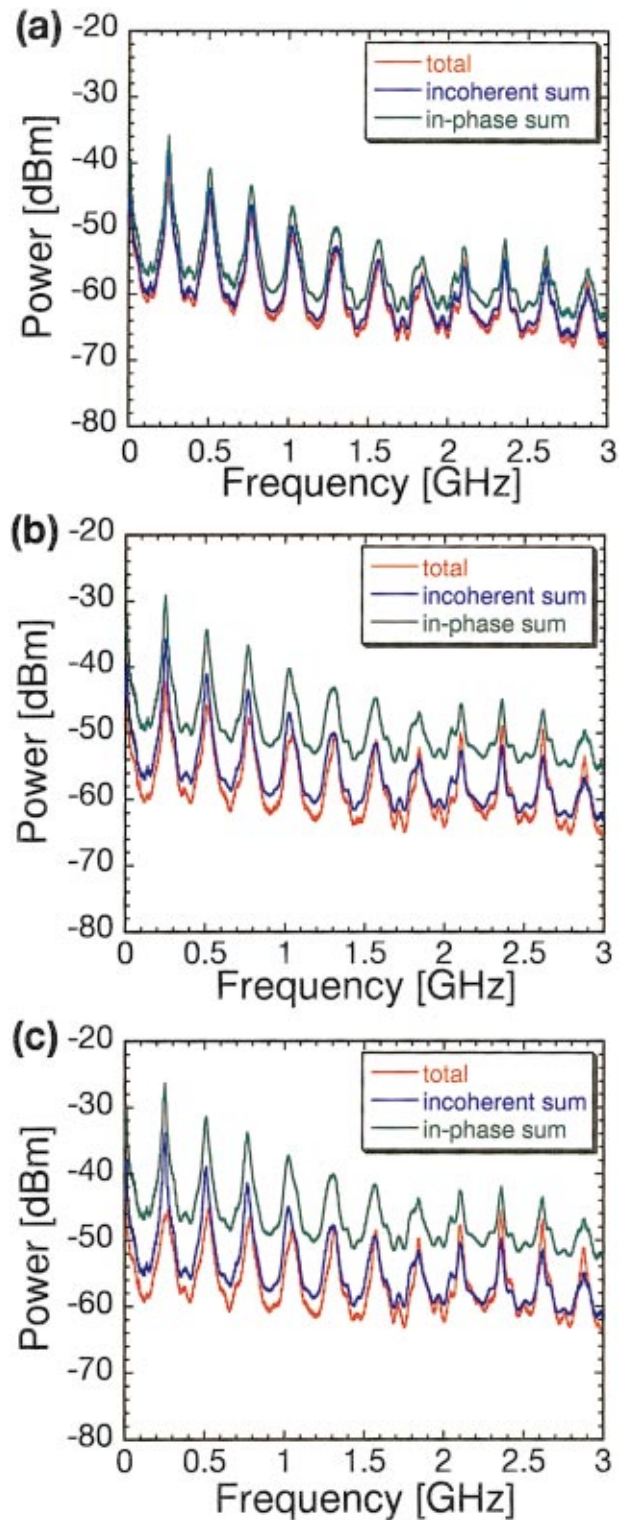 (a)
-20
-30
-40
-50
-60
-70
-80
Power [dBm]
total
incoherent sum
in-phase sum
0 0.5 1 1.5 2 2.5 3
Frequency [GHz]
(b)
-20
-30
-40
-50
-60
-70
-80
Power [dBm]
total
incoherent sum
in-phase sum
0 0.5 1 1.5 2 2.5 3
Frequency [GHz]
(c)
-20
-30
-40
-50
-60
-70
-80
Power [dBm]
total
incoherent sum
in-phase sum
0 0.5 1 1.5 2 2.5 3
Frequency [GHz]